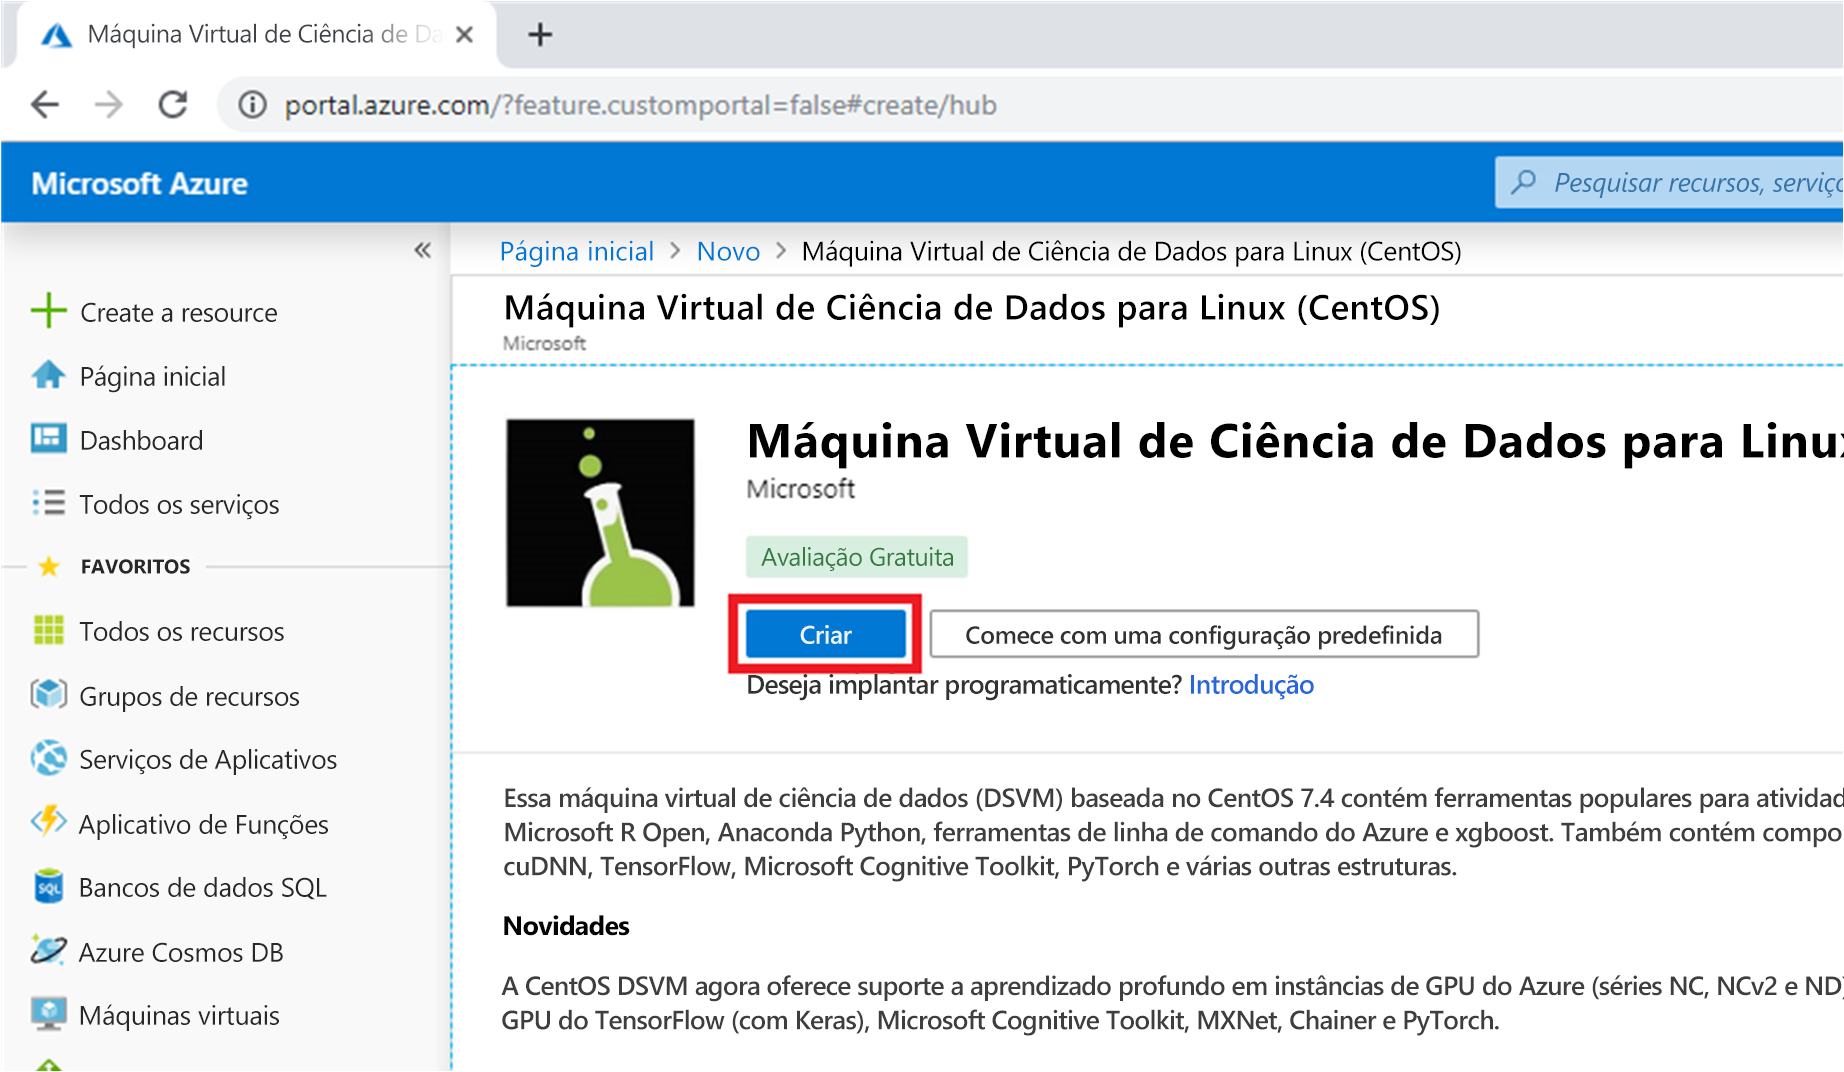 Máquina Virtual de Ciência de Da
portal.azure.com/?feature.customportal=false#create/hub
Microsoft Azure
Pesquisar recursos,
Página inicial > Novo > Máquina Virtual de Ciência de Dados para Linux (CentOS)
Create a resource
Página inicial
Dashboard
Todos os serviços
FAVORITOS
Todos os recursos
Grupos de recursos
Serviços de Aplicativos
Aplicativo de Funções
SQL
Bancos de dados SQL
Azure Cosmos DB
Máquinas virtuais
Máquina Virtual de Ciência de Dados para Linux (CentOS)
Microsoft
Máquina Virtual de Ciência de Dados para Linux
Microsoft
Avaliação Gratuita
Criar
Comece com uma configuração predefinida
Deseja implantar programaticamente? Introdução
Essa máquina virtual de ciência de dados (DSVM) baseada no CentOS 7.4 contém ferramentas populares para atividad
Microsoft R Open, Anaconda Python, ferramentas de linha de comando do Azure e xgboost. Também contém compo
cuDNN, TensorFlow, Microsoft Cognitive Toolkit, PyTorch e várias outras estruturas.
Novidades
A CentOS DSVM agora oferece suporte a aprendizado profundo em instâncias de GPU do Azure (séries NC, NCv2 e ND)
GPU do TensorFlow (com Keras), Microsoft Cognitive Toolkit, MXNet, Chainer e PyTorch.